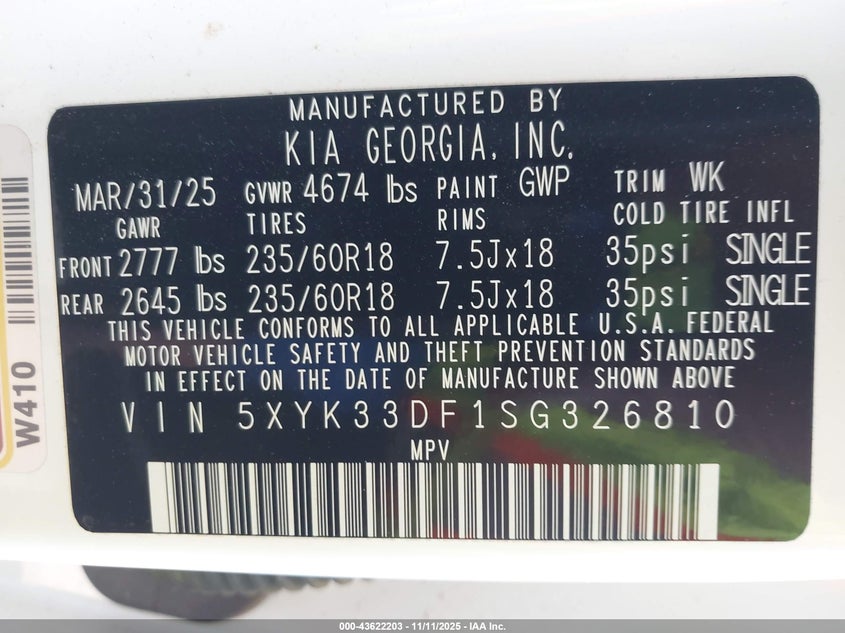 MANUFACTURED BY
KIA GEORGIA, INC.
MAR/31/25 GVWR 4674 lbs PAINT GWP TRIM WK
GAWR TIRES RIMS COLD TIRE INFL
FRONT 2777 lbs 235/60R18 7.5Jx18 35psi SINGLE
REAR 2645 lbs 235/60R18 7.5Jx18 35psi SINGLE
THIS VEHICLE CONFORMS TO ALL APPLICABLE U.S.A. FEDERAL
MOTOR VEHICLE SAFETY AND THEFT PREVENTION STANDARDS
IN EFFECT ON THE DATE OF MANUFACTURE SHOWN ABOVE
VIN 5XYK33DF1SG326810
MPV
W410
000-43622203 - 11/11/2025 - IAA Inc.